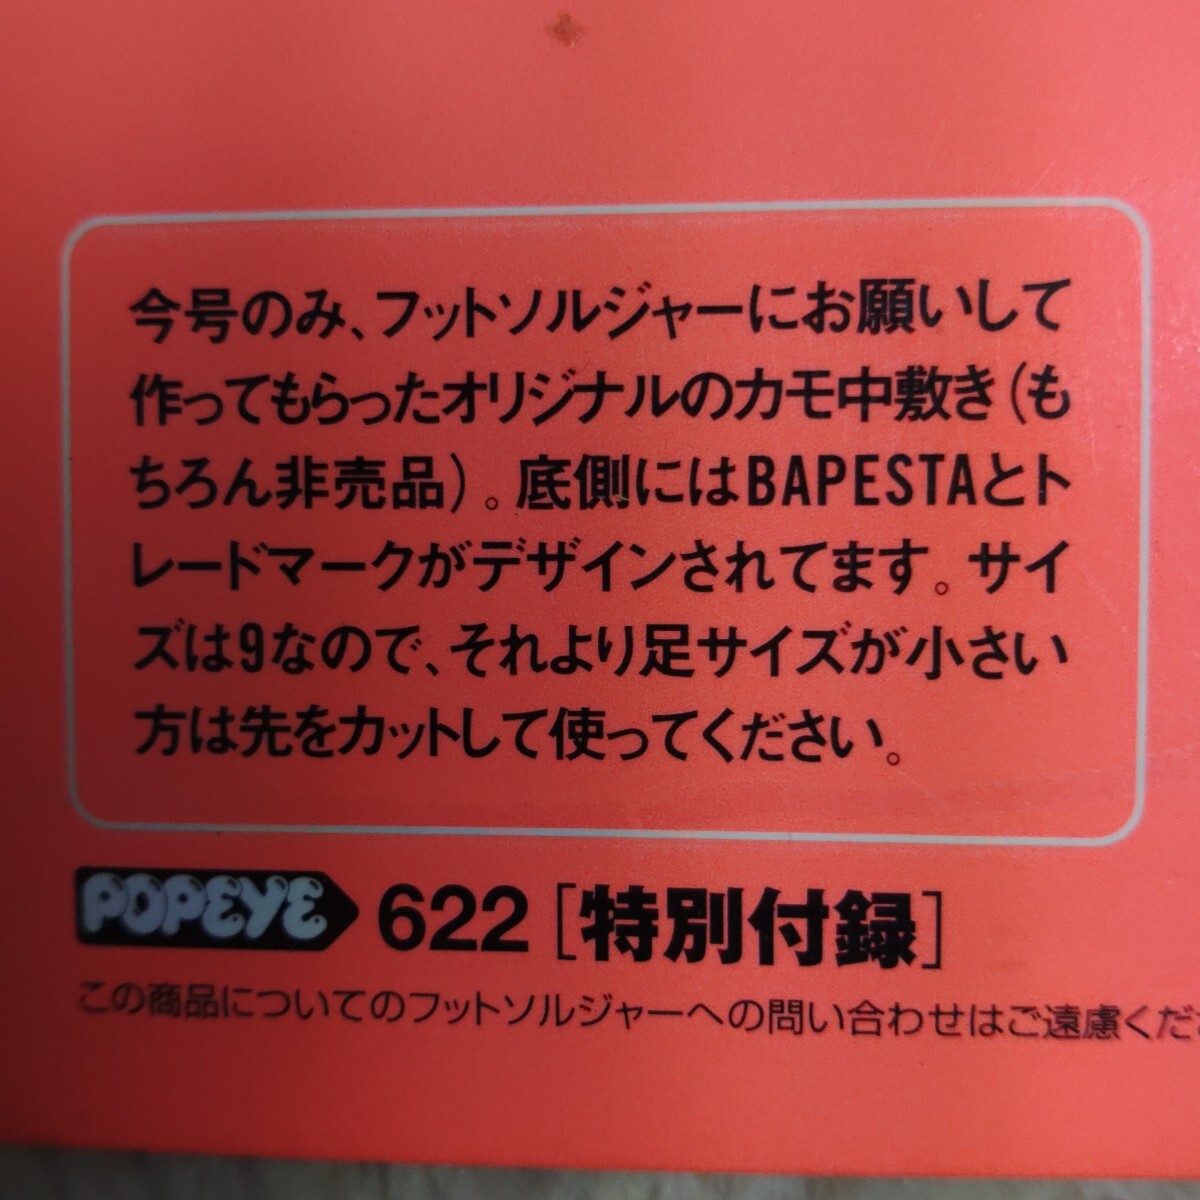 今号のみ、フットソルジャーにお願いして
作ってもらったオリジナルのカモ中敷き（も
ちろん非売品）。底側にはBAPESTAとト
レードマークがデザインされてます。サイ
ズは9なので、それより足サイズが小さい
方は先をカットして使ってください。
POPEYE 622［特別付録］
この商品についてのフットソルジャーへの問い合わせはご遠慮くだ